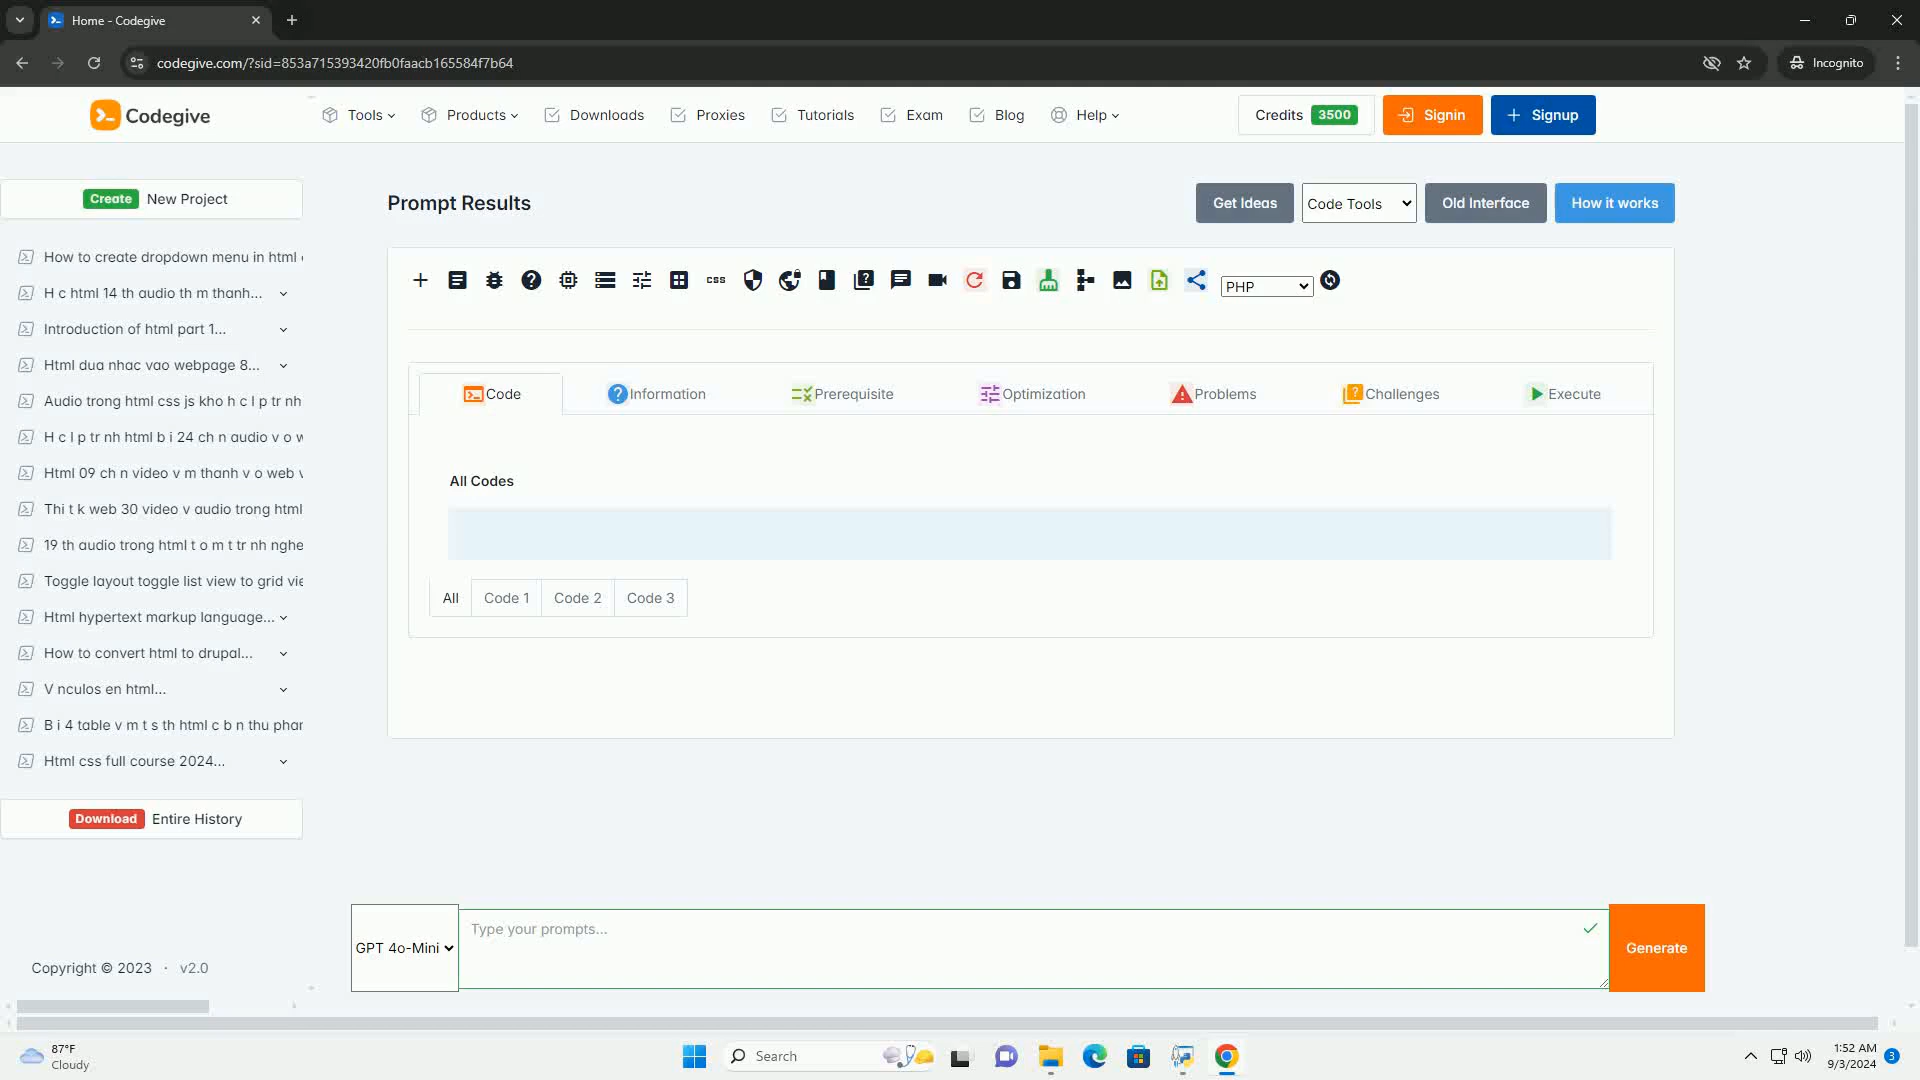 Home - Codegive
codegive.com/?sid=853a715393420fb0faacb165584f7b64
Incognito
Codegive
Tools
Products
Downloads
Proxies
Tutorials
Exam
Blog
Help
Credits 3500
Signin
Signup
Create New Project
How to create dropdown menu in html
H c html 14 th audio th m thanh...
Introduction of html part 1...
Html dua nhac vao webpage 8...
Audio trong html css js kho h c l p tr nh
H c l p tr nh html b i 24 ch n audio v o w
Html 09 ch n video v m thanh v o web v
Thi t k web 30 video v audio trong html
19 th audio trong html t o m t tr nh nghe
Toggle layout toggle list view to grid vie
Html hypertext markup language...
How to convert html to drupal...
V nculos en html...
B i 4 table v m t s th html c b n thu phar
Html css full course 2024...
Download Entire History
Copyright © 2023 · v2.0
Prompt Results
Get Ideas
Code Tools
Old Interface
How it works
css
PHP
Code
Information
Prerequisite
Optimization
Problems
Challenges
Execute
All Codes
All
Code 1
Code 2
Code 3
GPT 4o-Mini
Type your prompts...
Generate
87°F
Cloudy
Search
1:52 AM
9/3/2024
3